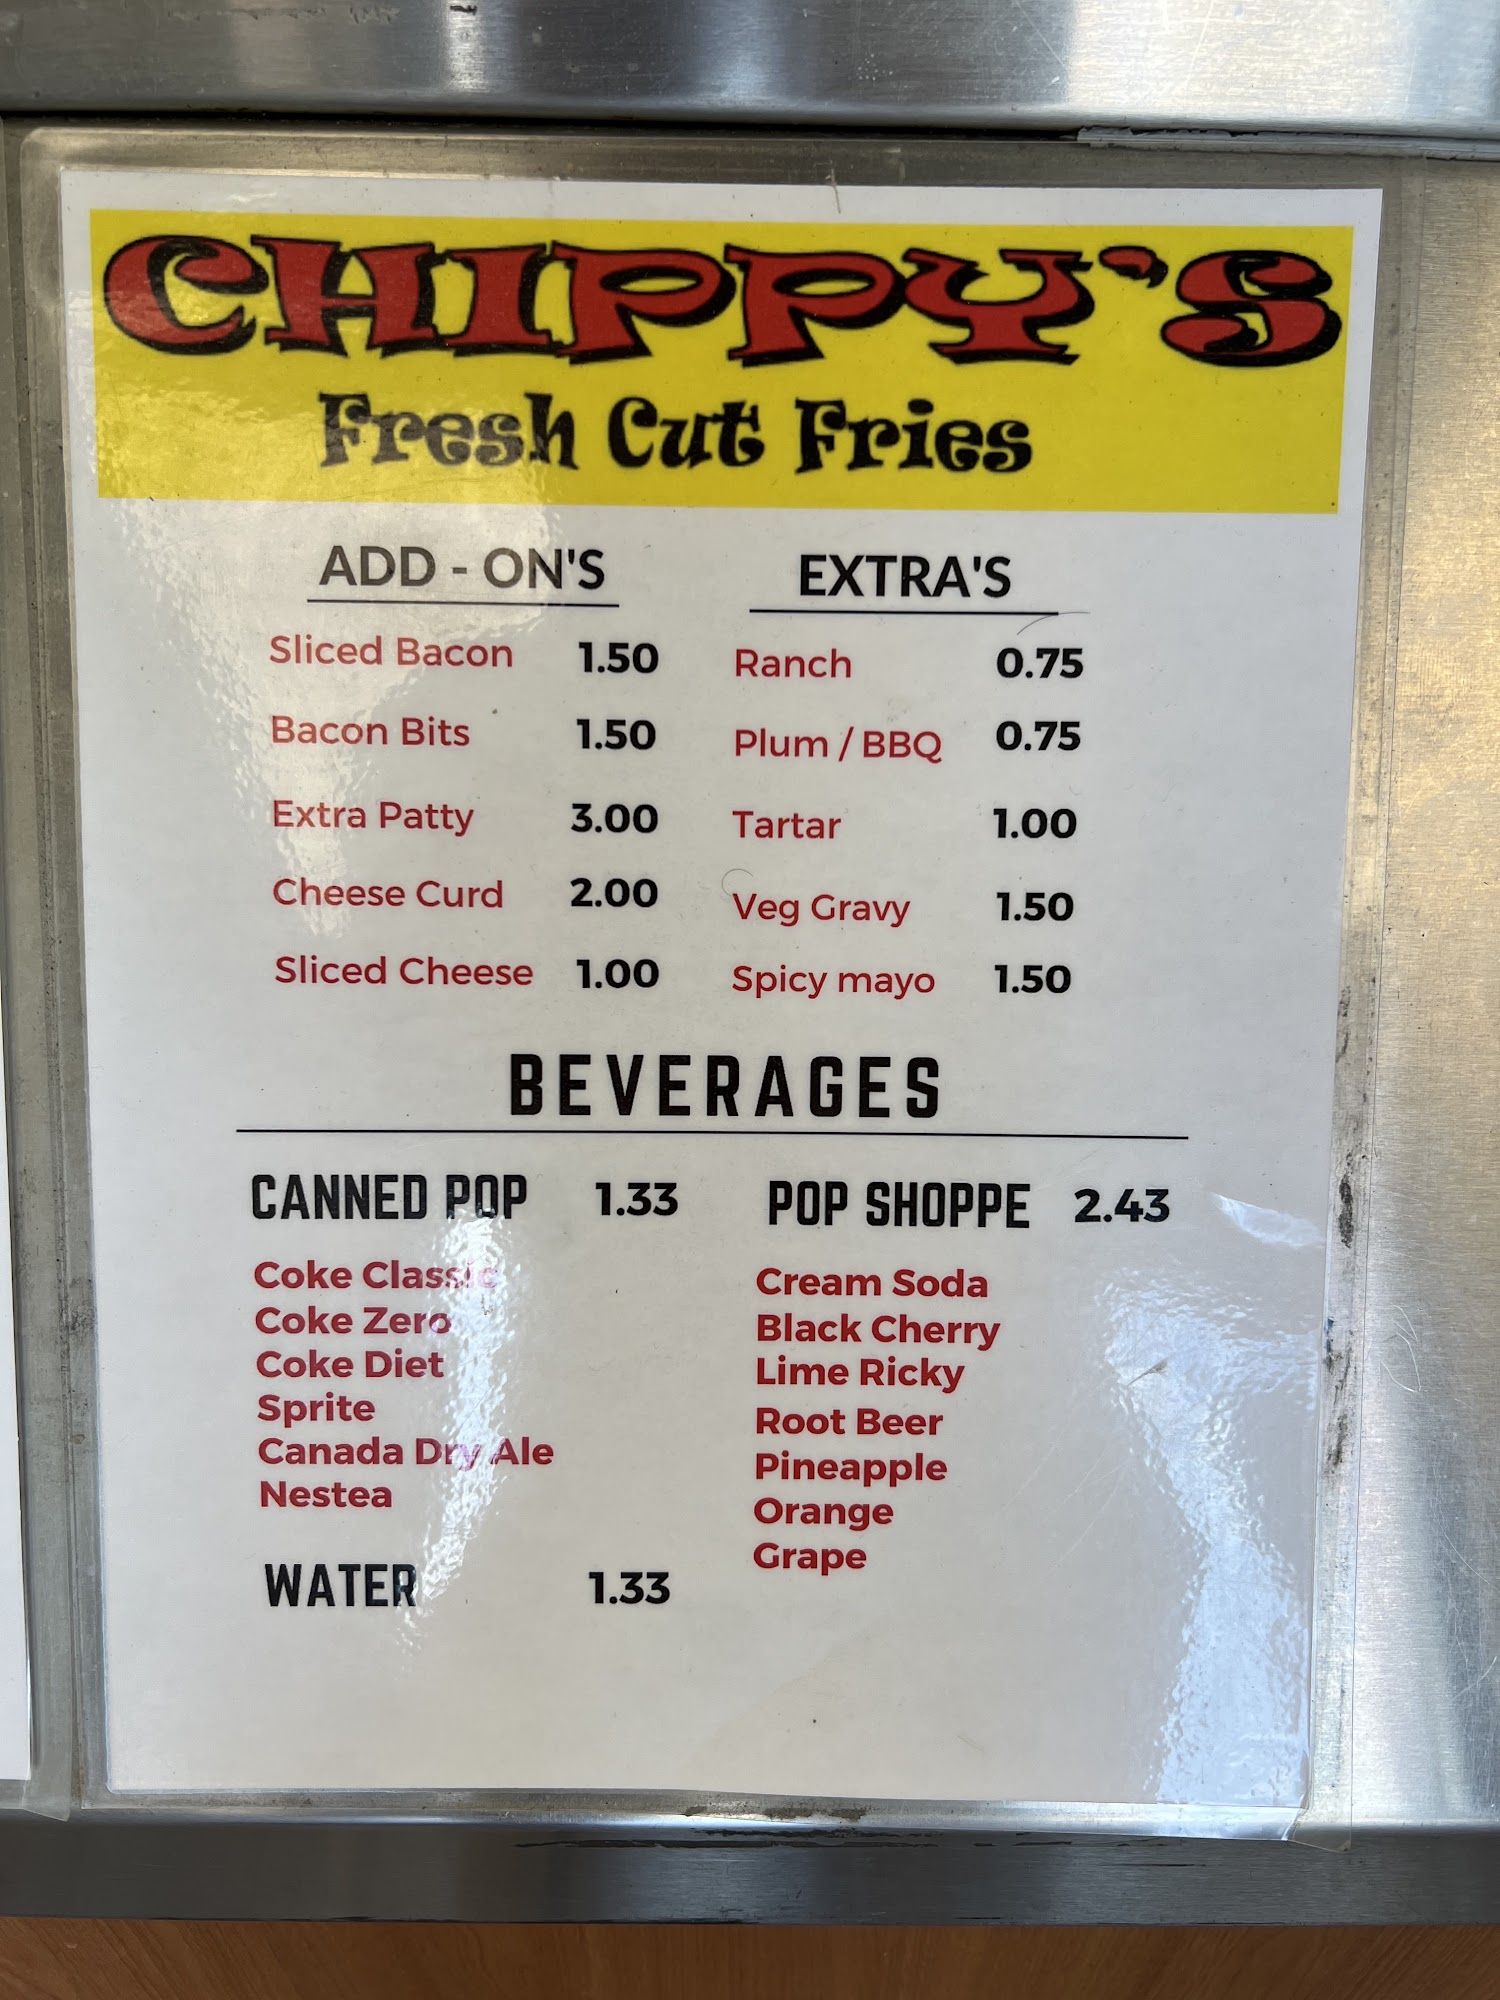 CHIPPY'S
Fresh Cut Fries
ADD - ON'S
Sliced Bacon 1.50
Bacon Bits 1.50
Extra Patty 3.00
Cheese Curd 2.00
Sliced Cheese 1.00
EXTRA'S
Ranch 0.75
Plum / BBQ 0.75
Tartar 1.00
Veg Gravy 1.50
Spicy mayo 1.50
BEVERAGES
CANNED POP 1.33
Coke Classic
Coke Zero
Coke Diet
Sprite
Canada Dry Ale
Nestea
WATER 1.33
POP SHOPPE 2.43
Cream Soda
Black Cherry
Lime Ricky
Root Beer
Pineapple
Orange
Grape